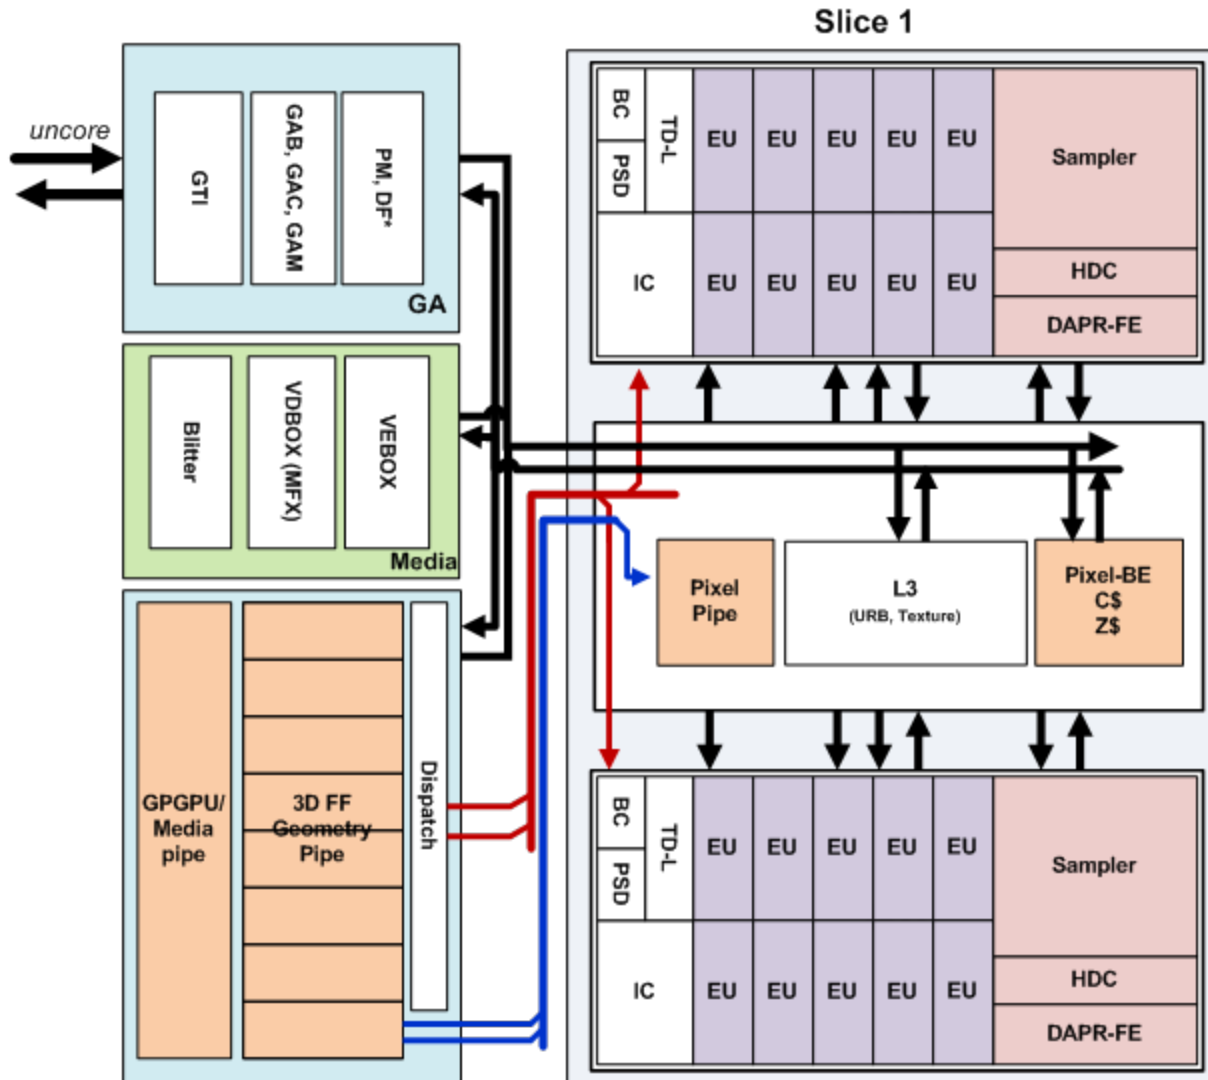 Slice 1
uncore
GTI
GAB, GAC, GAM
PM, DF*
GA
Blitter
VDBOX (MFX)
VEBOX
Media
GPGPU/
Media
pipe
3D FF
Geometry
Pipe
Dispatch
BC
PSD
TD-L
IC
EU EU EU EU EU
EU EU EU EU EU
Sampler
HDC
DAPR-FE
Pixel
Pipe
L3
(URB, Texture)
Pixel-BE
C$
Z$
BC
PSD
TD-L
IC
EU EU EU EU EU
EU EU EU EU EU
Sampler
HDC
DAPR-FE